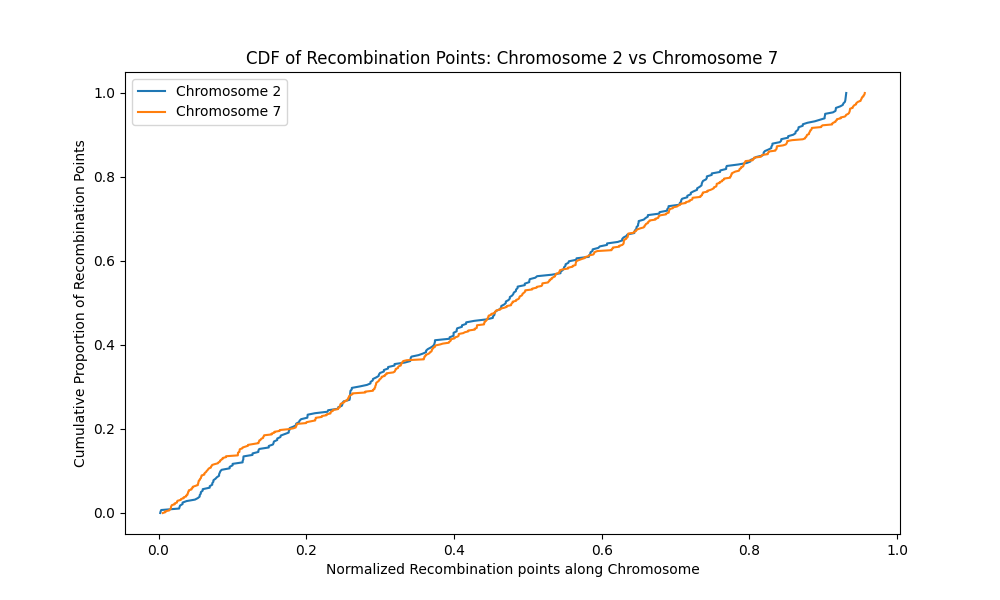 CDF of Recombination Points: Chromosome 2 vs Chromosome 7
Chromosome 2
Chromosome 7
Cumulative Proportion of Recombination Points
1.0
0.8
0.6
0.4
0.2
0.0
0.0 0.2 0.4 0.6 0.8 1.0
Normalized Recombination points along Chromosome